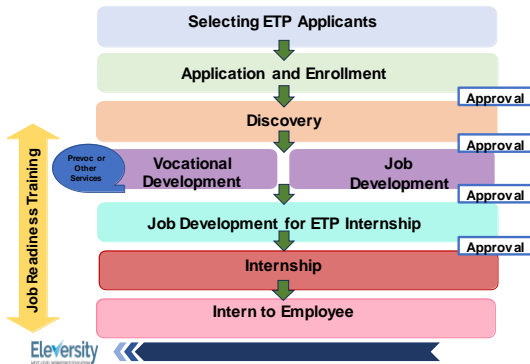 Selecting ETP Applicants
Application and Enrollment
Approval
Discovery
Approval
Prevoc or
Other
Services
Vocational
Development
Job
Development
Approval
Job Development for ETP Internship
Approval
Internship
Intern to Employee
Job Readiness Training
Eleversity